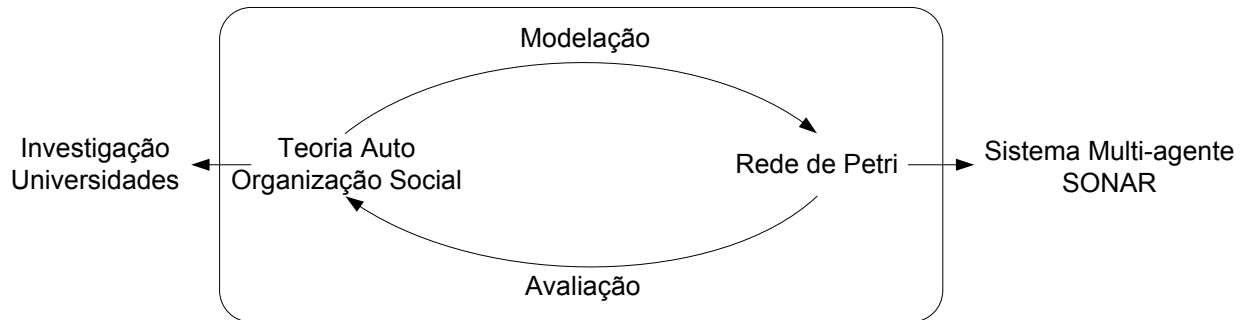 Modelação
Investigação
Universidades
Teoria Auto
Organização Social
Rede de Petri
Sistema Multi-agente
SONAR
Avaliação